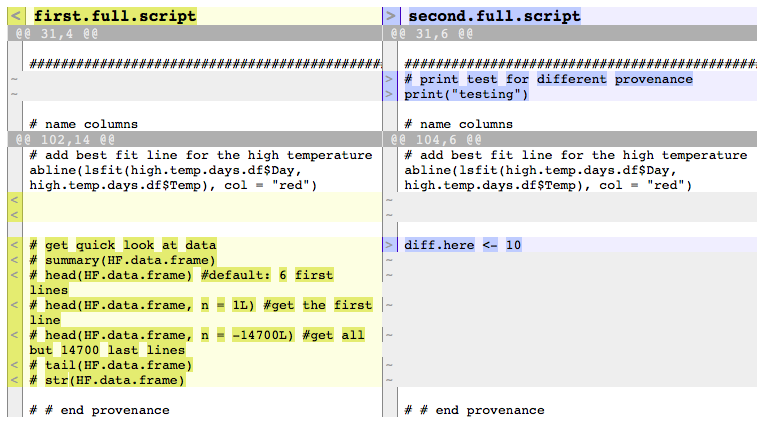 < first.full.script
@@ 31,4 @@
##############################################
~
~
# name columns
@@ 102,14 @@
# add best fit line for the high temperature
abline(lsfit(high.temp.days.df$Day,
high.temp.days.df$Temp), col = "red")
<
<
< # get quick look at data
< # summary(HF.data.frame)
< # head(HF.data.frame) #default: 6 first
lines
< # head(HF.data.frame, n = 1L) #get the first
line
< # head(HF.data.frame, n = -14700L) #get all
but 14700 last lines
< # tail(HF.data.frame)
< # str(HF.data.frame)
# # end provenance
> second.full.script
@@ 31,6 @@
##############################################
> # print test for different provenance
> print("testing")
# name columns
@@ 104,6 @@
# add best fit line for the high temperature
abline(lsfit(high.temp.days.df$Day,
high.temp.days.df$Temp), col = "red")
~
~
> diff.here <- 10
~
~
~
~
~
~
# # end provenance